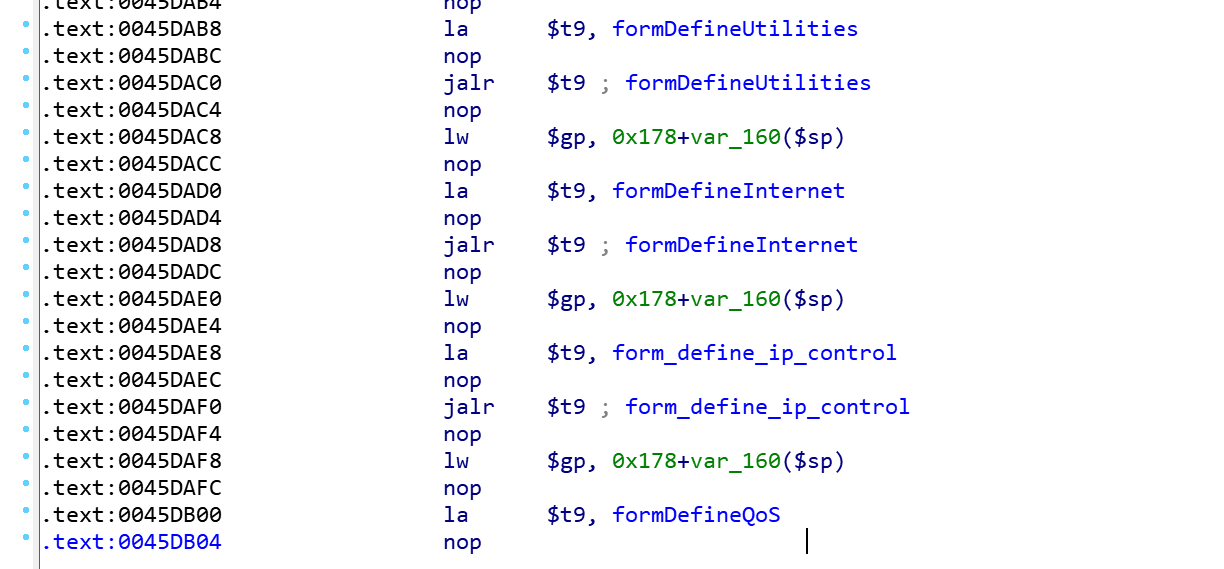 .text:0045DAB4 nop
.text:0045DAB8 la $t9, formDefineUtilities
.text:0045DABC nop
.text:0045DAC0 jalr $t9 ; formDefineUtilities
.text:0045DAC4 nop
.text:0045DAC8 lw $gp, 0x178+var_160($sp)
.text:0045DACC nop
.text:0045DAD0 la $t9, formDefineInternet
.text:0045DAD4 nop
.text:0045DAD8 jalr $t9 ; formDefineInternet
.text:0045DADC nop
.text:0045DAE0 lw $gp, 0x178+var_160($sp)
.text:0045DAE4 nop
.text:0045DAE8 la $t9, form_define_ip_control
.text:0045DAEC nop
.text:0045DAF0 jalr $t9 ; form_define_ip_control
.text:0045DAF4 nop
.text:0045DAF8 lw $gp, 0x178+var_160($sp)
.text:0045DAFC nop
.text:0045DB00 la $t9, formDefineQoS
.text:0045DB04 nop